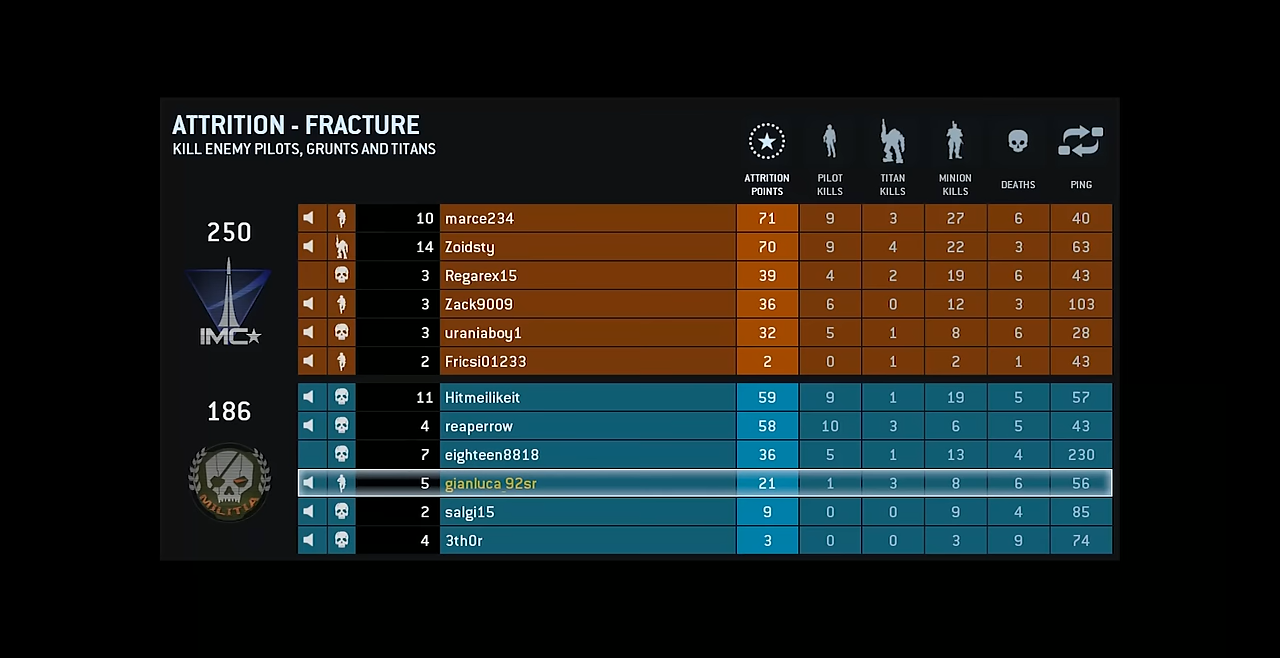 ATTRITION - FRACTURE
KILL ENEMY PILOTS, GRUNTS AND TITANS
ATTRITION POINTS PILOT KILLS TITAN KILLS MINION KILLS DEATHS PING
250
IMC
10 marce234 71 9 3 27 6 40
14 Zoidsty 70 9 4 22 3 63
3 Regarex15 39 4 2 19 6 43
3 Zack9009 36 6 0 12 3 103
3 uraniaboy1 32 5 1 8 6 28
2 Fricsi01233 2 0 1 2 1 43
186
MILITIA
11 Hitmeilikeit 59 9 1 19 5 57
4 reaperrow 58 10 3 6 5 43
7 eighteen8818 36 5 1 13 4 230
5 gianluca_92sr 21 1 3 8 6 56
2 salgi15 9 0 0 9 4 85
4 3th0r 3 0 0 3 9 74